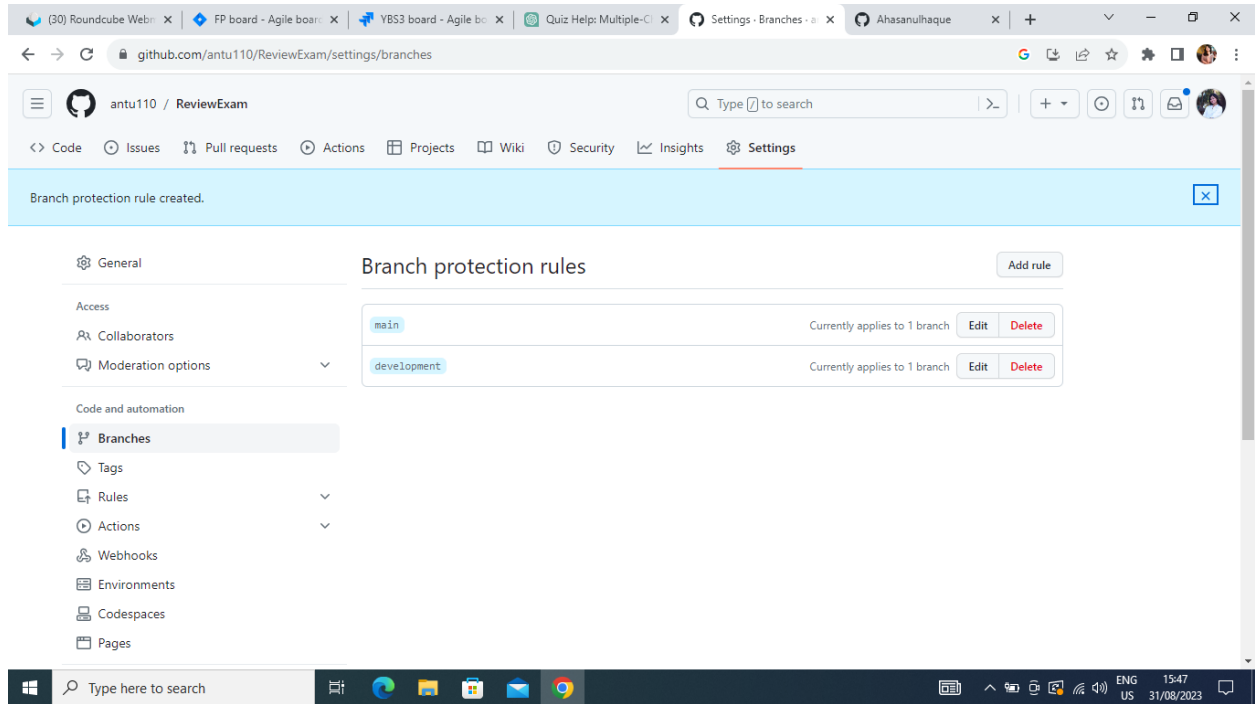 (30) Roundcube Webn
FP board - Agile board
YBS3 board - Agile bo
Quiz Help: Multiple-Cl
Settings · Branches · a
Ahasanulhaque
github.com/antu110/ReviewExam/settings/branches
antu110 / ReviewExam
Type / to search
Code
Issues
Pull requests
Actions
Projects
Wiki
Security
Insights
Settings
Branch protection rule created.
General
Access
Collaborators
Moderation options
Code and automation
Branches
Tags
Rules
Actions
Webhooks
Environments
Codespaces
Pages
Branch protection rules
Add rule
main
Currently applies to 1 branch
Edit
Delete
development
Currently applies to 1 branch
Edit
Delete
Type here to search
ENG
US
15:47
31/08/2023